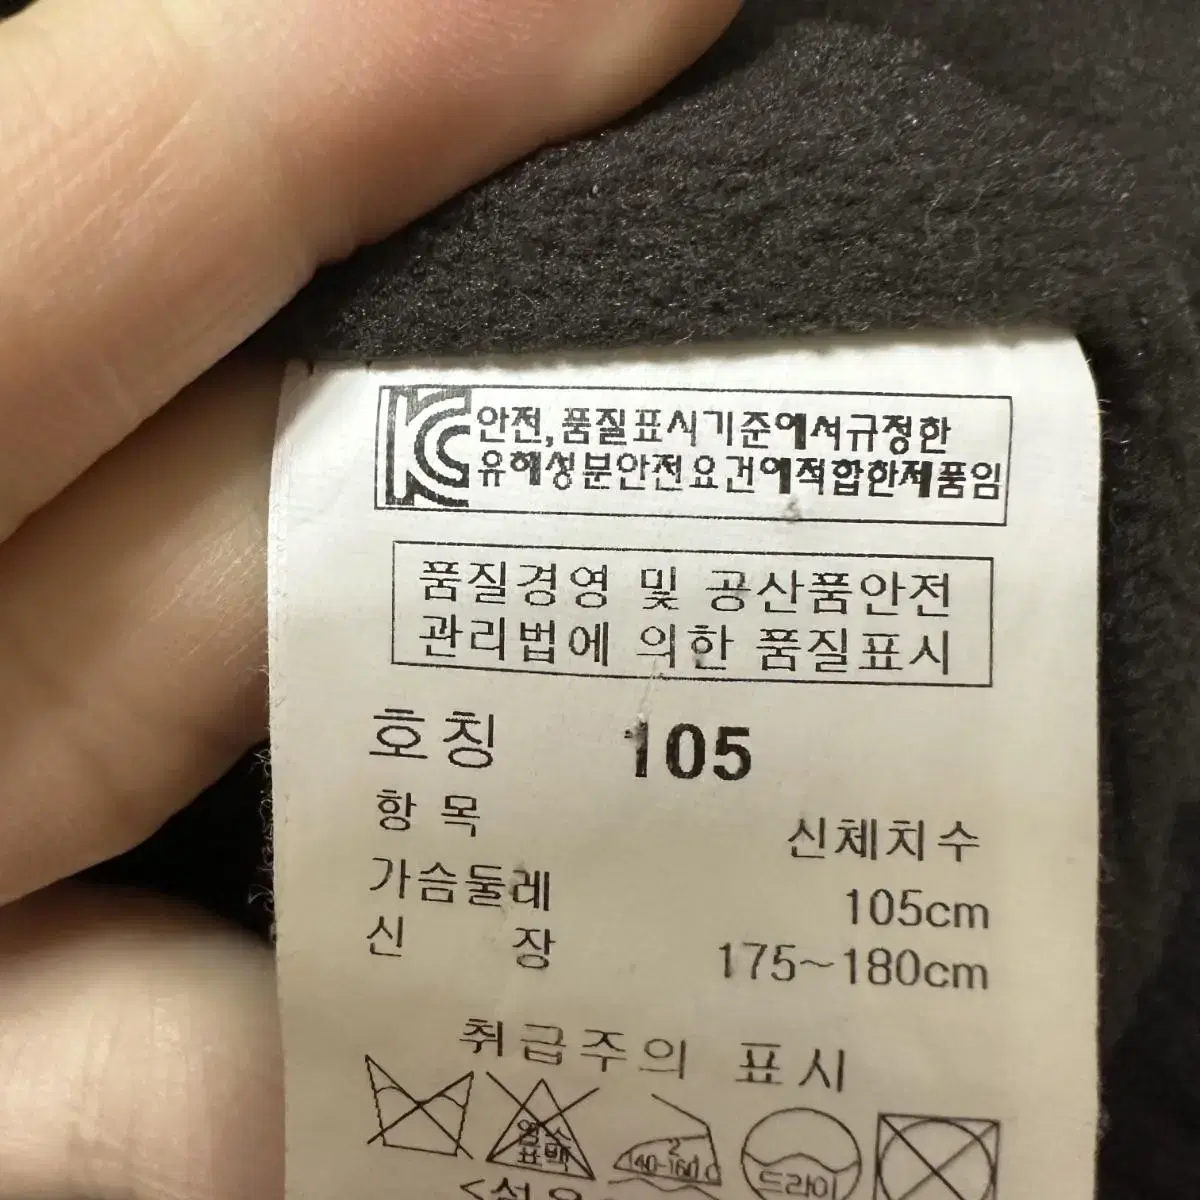 KC 안전,품질표시기준에서규정한
유해성분안전요건에적합한제품임
품질경영 및 공산품안전
관리법에 의한 품질표시
호칭 105
항목 신체치수
가슴둘레 105cm
신장 175~180cm
취급주의 표시
염소
표백
2
140-160℃
드라이